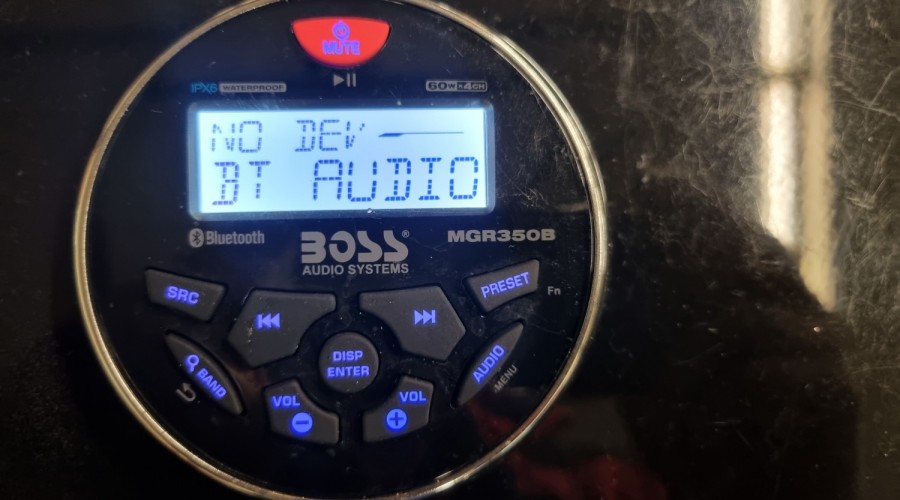 MUTE
IPX6 WATERPROOF
60W×4CH
NO DEV
BT AUDIO
Bluetooth
BOSS®
AUDIO SYSTEMS
MGR350B
SRC
PRESET
Fn
DISP
ENTER
BAND
AUDIO
MENU
VOL
VOL